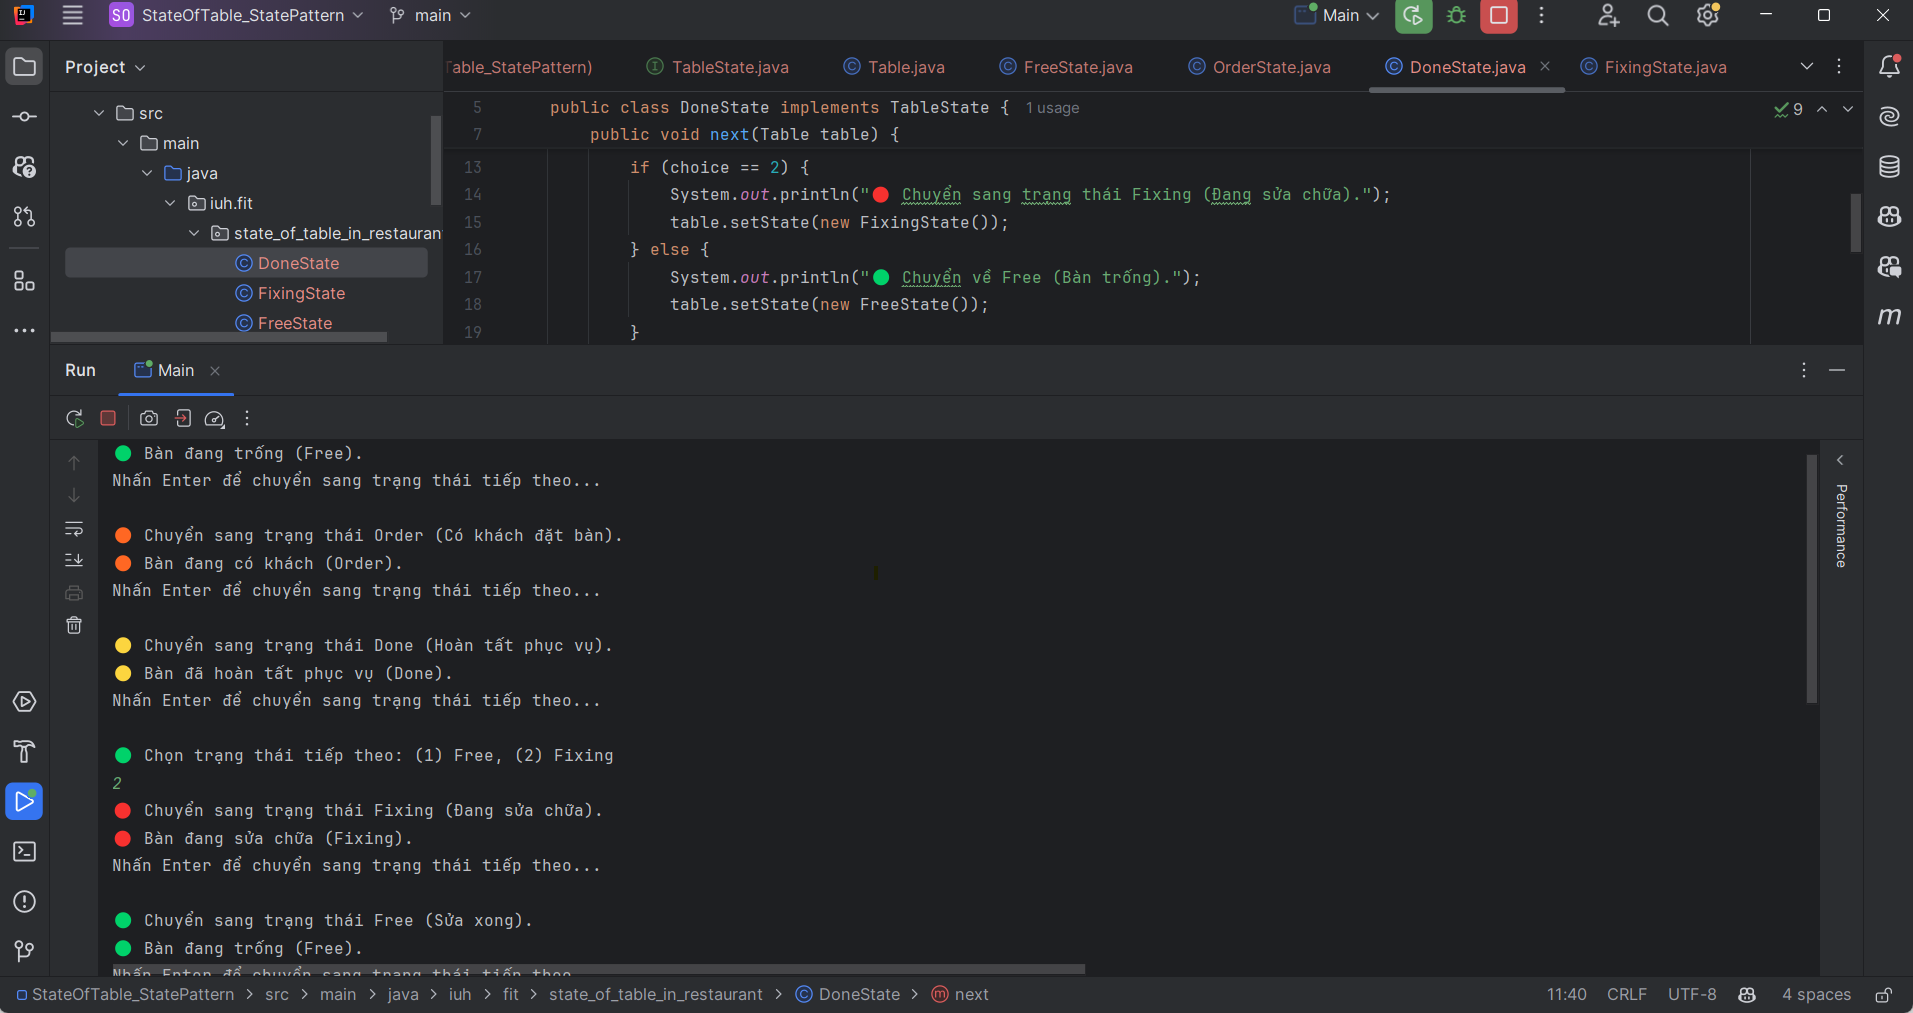 SO StateOfTable_StatePattern main Main
Project
Table_StatePattern) TableState.java Table.java FreeState.java OrderState.java DoneState.java FixingState.java
src
main
java
iuh.fit
state_of_table_in_restauran
DoneState
FixingState
FreeState
5 public class DoneState implements TableState { 1 usage
9
7 public void next(Table table) {
13 if (choice == 2) {
14 System.out.println("🔴 Chuyển sang trạng thái Fixing (Đang sửa chữa).");
15 table.setState(new FixingState());
16 } else {
17 System.out.println("🟢 Chuyển về Free (Bàn trống).");
18 table.setState(new FreeState());
19 }
Run Main
🟢 Bàn đang trống (Free).
Nhấn Enter để chuyển sang trạng thái tiếp theo...
🟠 Chuyển sang trạng thái Order (Có khách đặt bàn).
🟠 Bàn đang có khách (Order).
Nhấn Enter để chuyển sang trạng thái tiếp theo...
🟡 Chuyển sang trạng thái Done (Hoàn tất phục vụ).
🟡 Bàn đã hoàn tất phục vụ (Done).
Nhấn Enter để chuyển sang trạng thái tiếp theo...
🟢 Chọn trạng thái tiếp theo: (1) Free, (2) Fixing
2
🔴 Chuyển sang trạng thái Fixing (Đang sửa chữa).
🔴 Bàn đang sửa chữa (Fixing).
Nhấn Enter để chuyển sang trạng thái tiếp theo...
🟢 Chuyển sang trạng thái Free (Sửa xong).
🟢 Bàn đang trống (Free).
Nhấn Enter để chuyển sang trạng thái tiếp theo
Performance
StateOfTable_StatePattern > src > main > java > iuh > fit > state_of_table_in_restaurant > DoneState > next
11:40 CRLF UTF-8 4 spaces